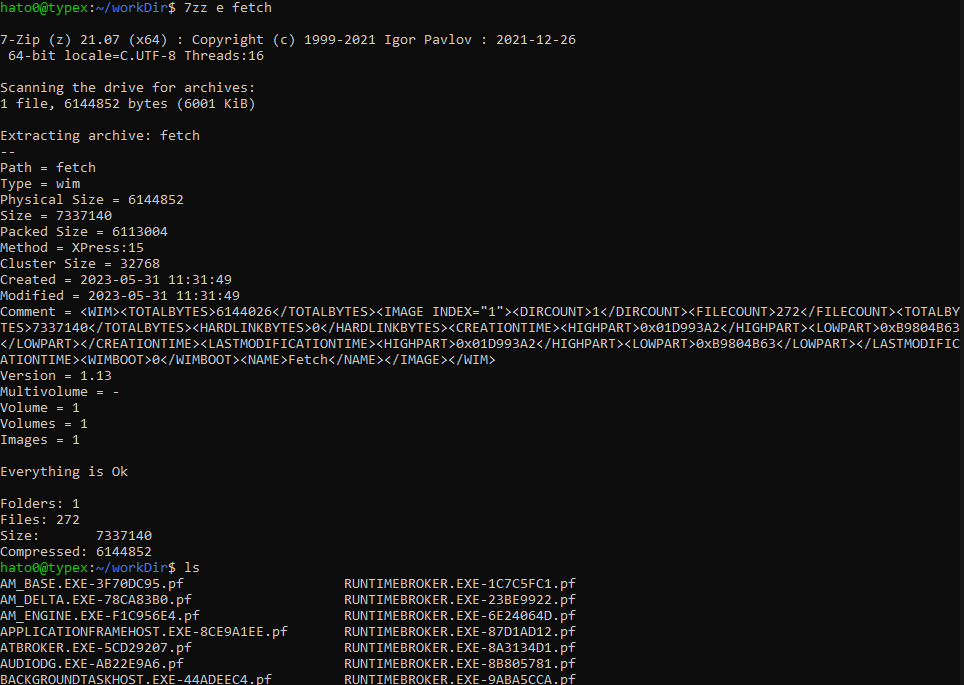 hato0@typex:~/workDir$ 7zz e fetch
7-Zip (z) 21.07 (x64) : Copyright (c) 1999-2021 Igor Pavlov : 2021-12-26
64-bit locale=C.UTF-8 Threads:16
Scanning the drive for archives:
1 file, 6144852 bytes (6001 KiB)
Extracting archive: fetch
--
Path = fetch
Type = wim
Physical Size = 6144852
Size = 7337140
Packed Size = 6113004
Method = XPress:15
Cluster Size = 32768
Created = 2023-05-31 11:31:49
Modified = 2023-05-31 11:31:49
Comment = <WIM><TOTALBYTES>6144026</TOTALBYTES><IMAGE INDEX="1"><DIRCOUNT>1</DIRCOUNT><FILECOUNT>272</FILECOUNT><TOTALBY
TES>7337140</TOTALBYTES><HARDLINKBYTES>0</HARDLINKBYTES><CREATIONTIME><HIGHPART>0x01D993A2</HIGHPART><LOWPART>0xB9804B63
</LOWPART></CREATIONTIME><LASTMODIFICATIONTIME><HIGHPART>0x01D993A2</HIGHPART><LOWPART>0xB9804B63</LOWPART></LASTMODIFIC
ATIONTIME><WIMBOOT>0</WIMBOOT><NAME>Fetch</NAME></IMAGE></WIM>
Version = 1.13
Multivolume = -
Volume = 1
Volumes = 1
Images = 1
Everything is Ok
Folders: 1
Files: 272
Size:       7337140
Compressed: 6144852
hato0@typex:~/workDir$ ls
AM_BASE.EXE-3F70DC95.pf RUNTIMEBROKER.EXE-1C7C5FC1.pf
AM_DELTA.EXE-78CA83B0.pf RUNTIMEBROKER.EXE-23BE9922.pf
AM_ENGINE.EXE-F1C956E4.pf RUNTIMEBROKER.EXE-6E24064D.pf
APPLICATIONFRAMEHOST.EXE-8CE9A1EE.pf RUNTIMEBROKER.EXE-87D1AD12.pf
ATBROKER.EXE-5CD29207.pf RUNTIMEBROKER.EXE-8A3134D1.pf
AUDIODG.EXE-AB22E9A6.pf RUNTIMEBROKER.EXE-8B805781.pf
BACKGROUNDTASKHOST.EXE-44ADEEC4.pf RUNTIMEBROKER.EXE-9ABA5CCA.pf